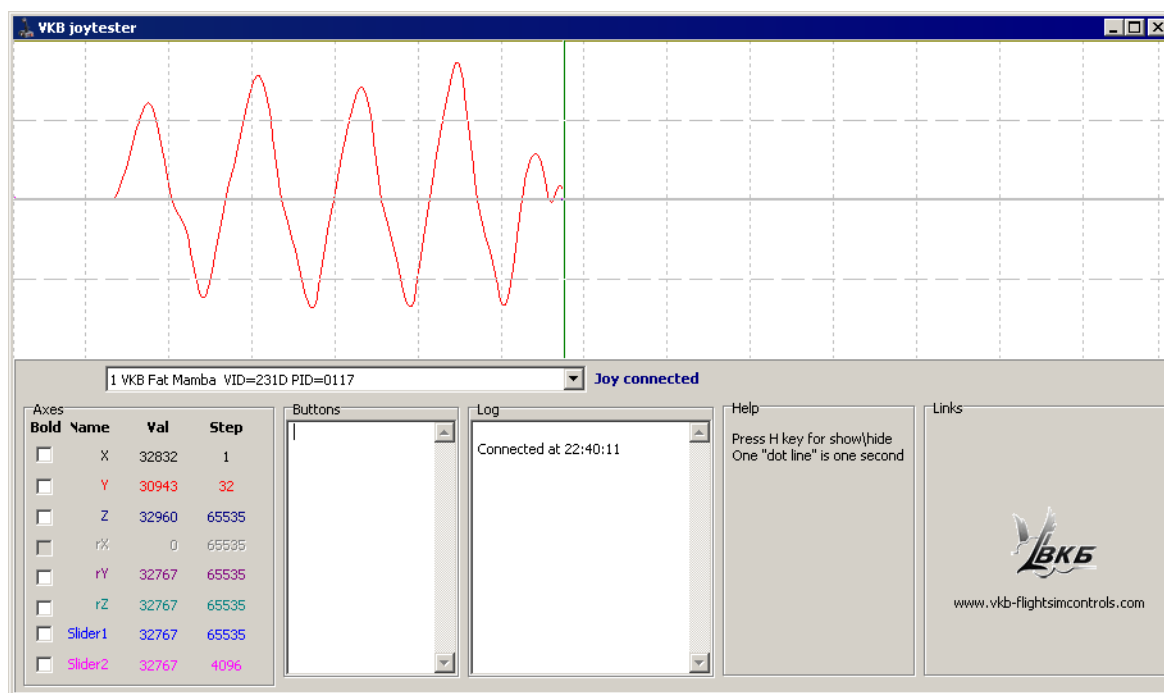 VKB joytester
1 VKB Fat Mamba VID=231D PID=0117
Joy connected
Axes
Bold Name Val Step
X 32832 1
Y 30943 32
Z 32960 65535
rX 0 65535
rY 32767 65535
rZ 32767 65535
Slider1 32767 65535
Slider2 32767 4096
Buttons
Log
Connected at 22:40:11
Help
Press H key for show\hide
One "dot line" is one second
Links
ВКБ
www.vkb-flightsimcontrols.com